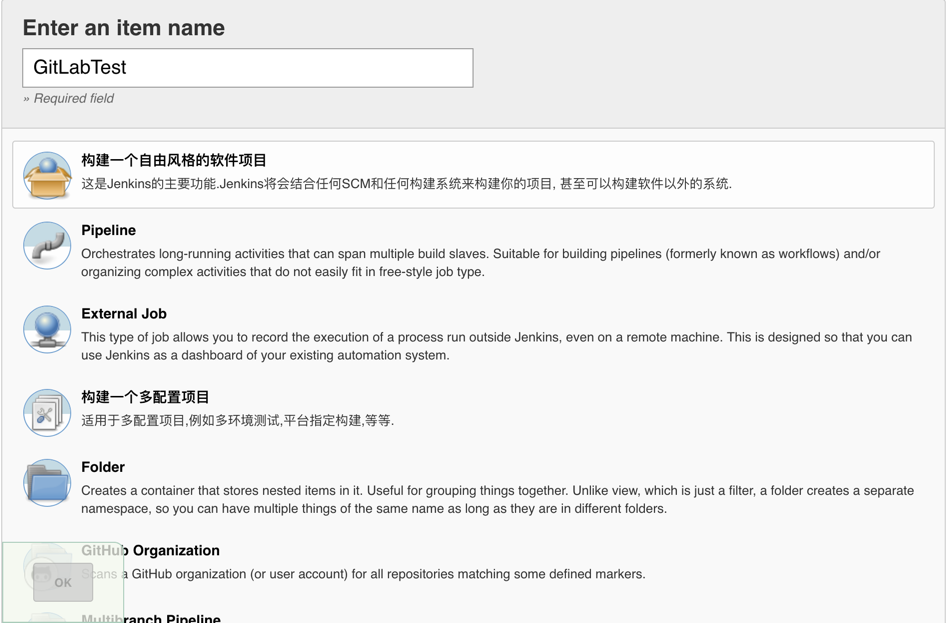 Enter an item name
GitLabTest
» Required field
构建一个自由风格的软件项目
这是Jenkins的主要功能.Jenkins将会结合任何SCM和任何构建系统来构建你的项目, 甚至可以构建软件以外的系统.
Pipeline
Orchestrates long-running activities that can span multiple build slaves. Suitable for building pipelines (formerly known as workflows) and/or
organizing complex activities that do not easily fit in free-style job type.
External Job
This type of job allows you to record the execution of a process run outside Jenkins, even on a remote machine. This is designed so that you can
use Jenkins as a dashboard of your existing automation system.
构建一个多配置项目
适用于多配置项目,例如多环境测试,平台指定构建,等等.
Folder
Creates a container that stores nested items in it. Useful for grouping things together. Unlike view, which is just a filter, a folder creates a separate
namespace, so you can have multiple things of the same name as long as they are in different folders.
GitHub Organization
Scans a GitHub organization (or user account) for all repositories matching some defined markers.
OK
Multibranch Pipeline